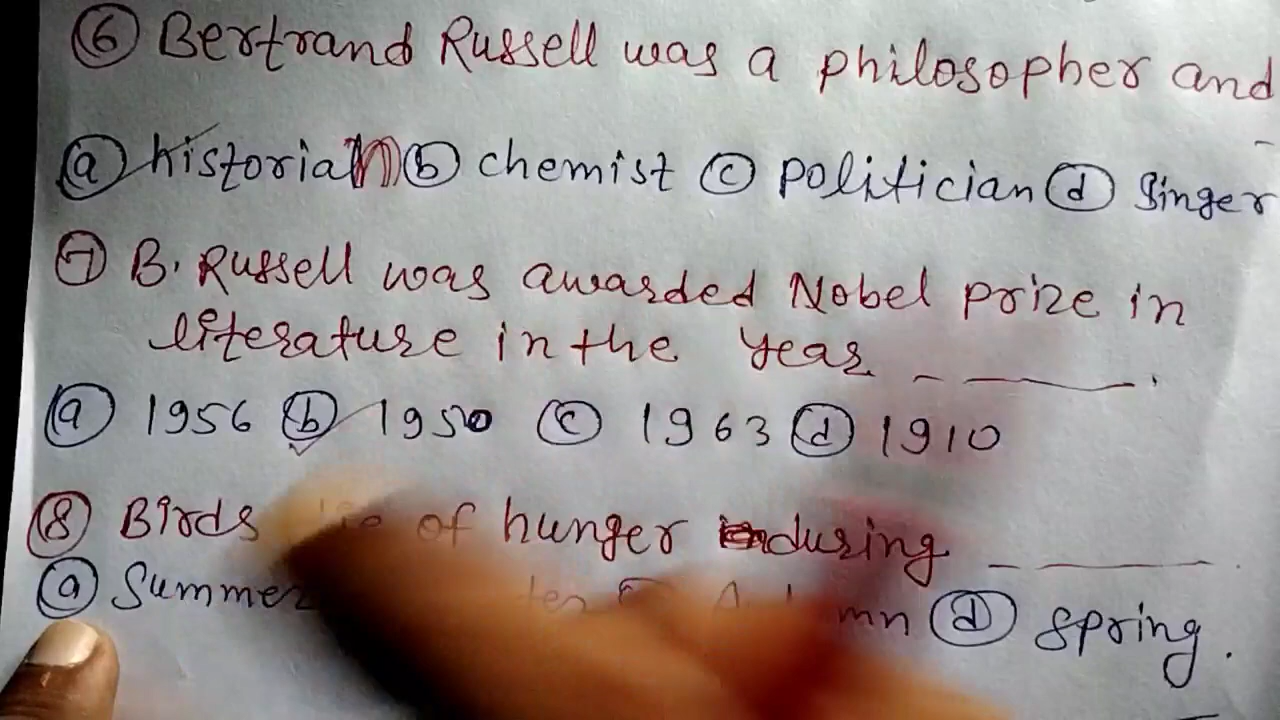 ⑥ Bertrand Russell was a philosopher and
ⓐ historian ⓑ chemist ⓒ politician ⓓ Singer
⑦ B. Russell was awarded Nobel prize in
literature in the year _ ____.
ⓐ 1956 ⓑ 1950 ⓒ 1963 ⓓ 1910
⑧ Birds of hunger during _ ____.
ⓐ Summer ⓓ spring.